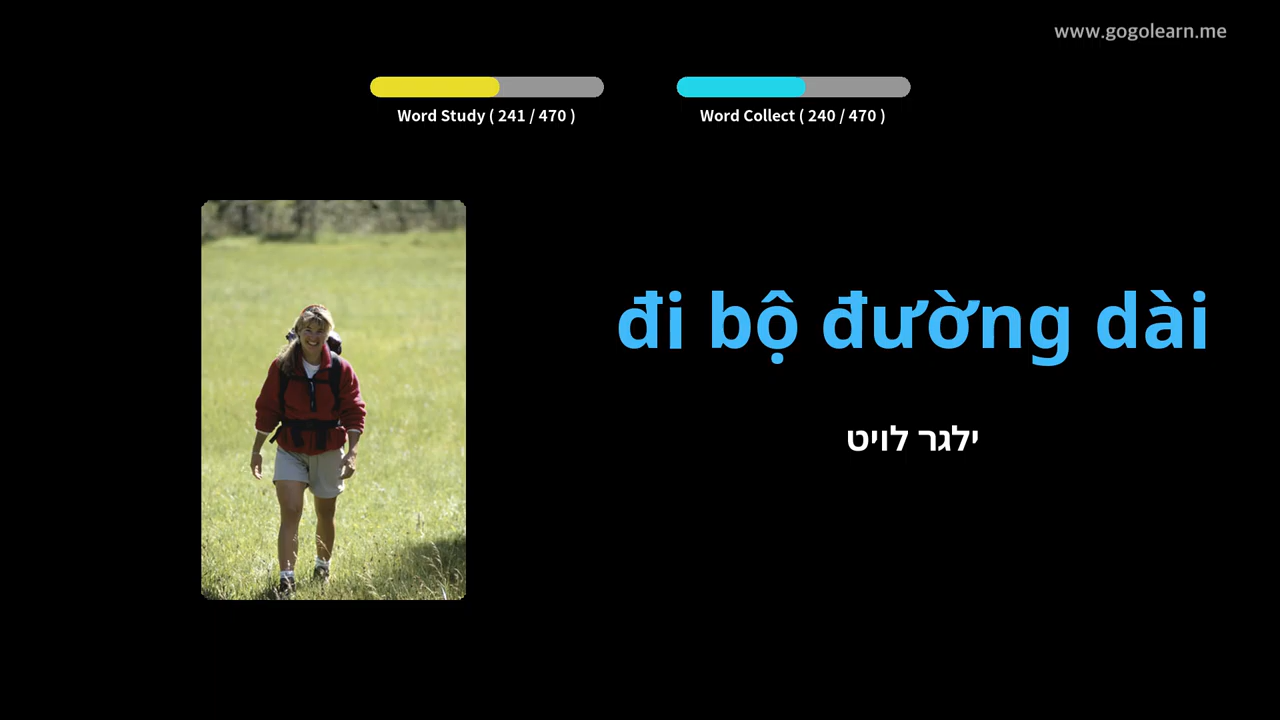 www.gogolearn.me
Word Study ( 241 / 470 )
Word Collect ( 240 / 470 )
đi bộ đường dài
ילגר לויט